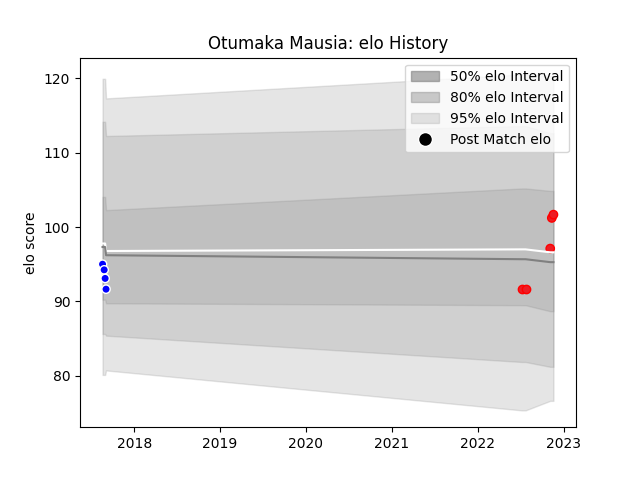 Otumaka Mausia: elo History
120
110
100
90
80
elo score
50% elo Interval
80% elo Interval
95% elo Interval
Post Match elo
2018
2019
2020
2021
2022
2023